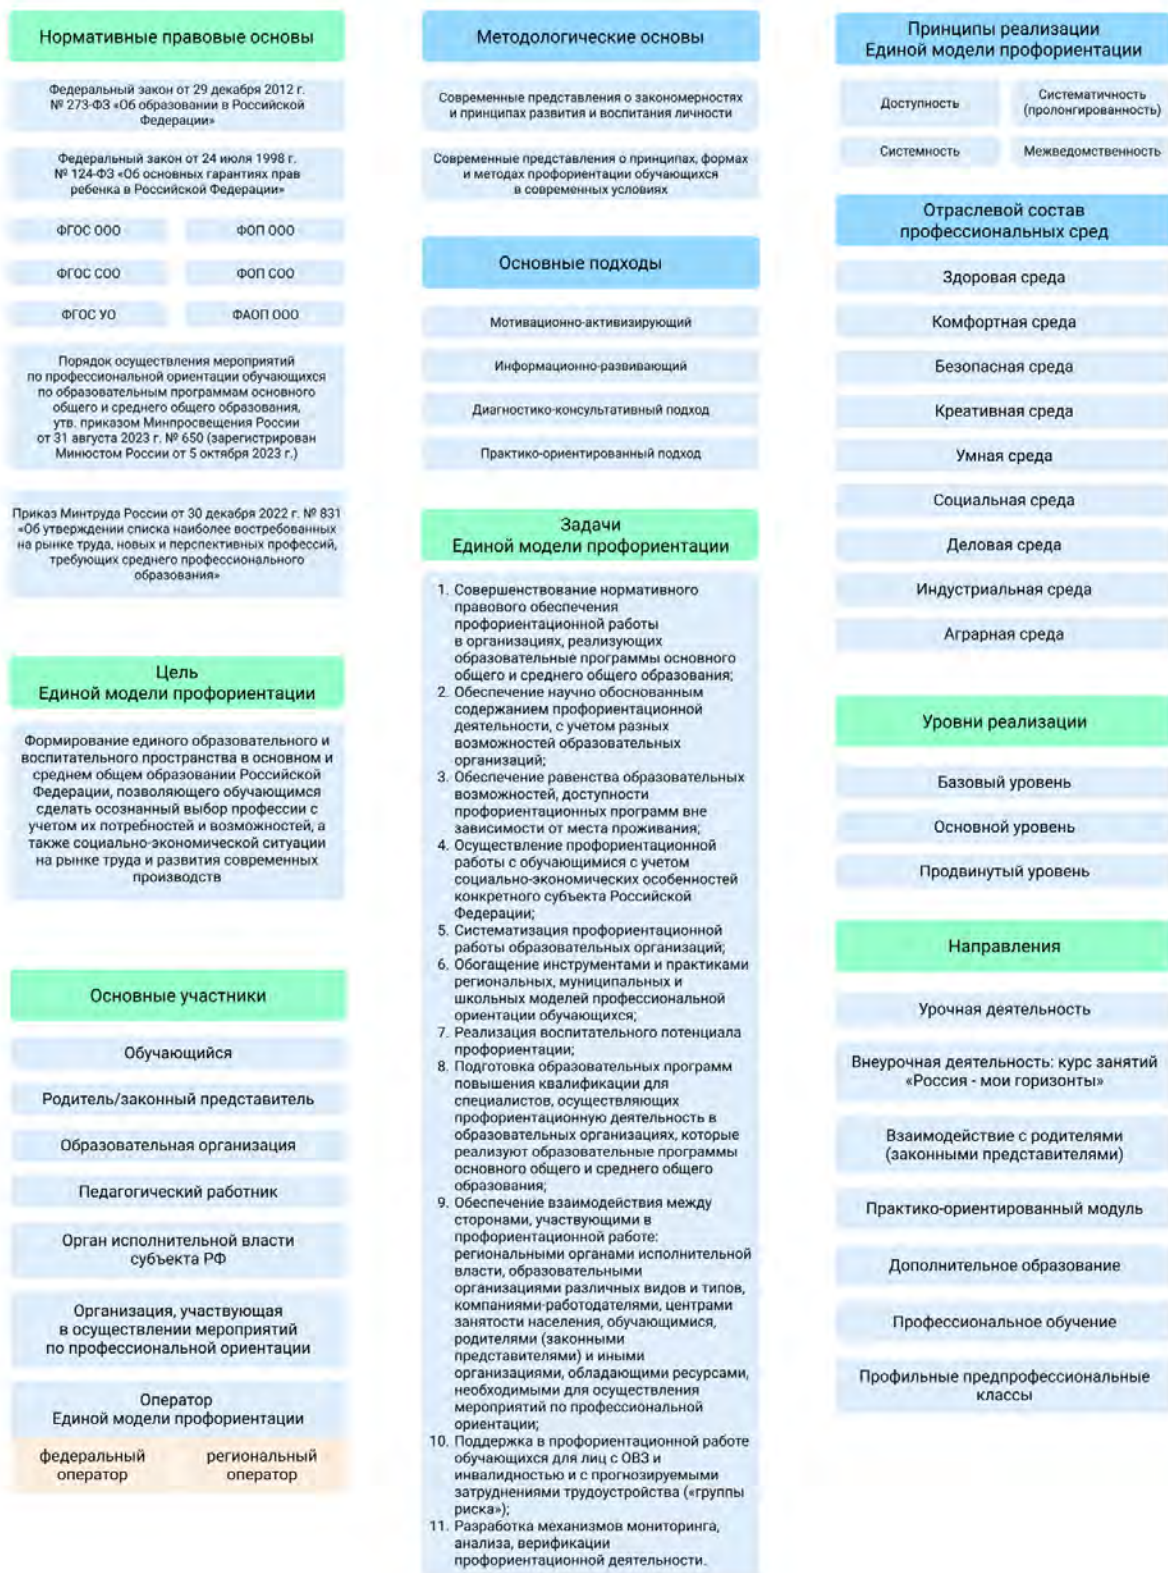 Нормативные правовые основы
Федеральный закон от 29 декабря 2012 г.
№ 273-ФЗ «Об образовании в Российской
Федерации»
Федеральный закон от 24 июля 1998 г.
№ 124-ФЗ «Об основных гарантиях прав
ребенка в Российской Федерации»
ФГОС ООО
ФОП ООО
ФГОС СОО
ФОП СОО
ФГОС УО
ФАОП ООО
Порядок осуществления мероприятий
по профессиональной ориентации обучающихся
по образовательным программам основного
общего и среднего общего образования,
утв. приказом Минпросвещения России
от 31 августа 2023 г. № 650 (зарегистрирован
Минюстом России от 5 октября 2023 г.)
Приказ Минтруда России от 30 декабря 2022 г. № 831
«Об утверждении списка наиболее востребованных
на рынке труда, новых и перспективных профессий,
требующих среднего профессионального
образования»
Цель
Единой модели профориентации
Формирование единого образовательного и
воспитательного пространства в основном и
среднем общем образовании Российской
Федерации, позволяющего обучающимся
сделать осознанный выбор профессии с
учетом их потребностей и возможностей, а
также социально-экономической ситуации
на рынке труда и развития современных
производств
Основные участники
Обучающийся
Родитель/законный представитель
Образовательная организация
Педагогический работник
Орган исполнительной власти
субъекта РФ
Организация, участвующая
в осуществлении мероприятий
по профессиональной ориентации
Оператор
Единой модели профориентации
федеральный
оператор
региональный
оператор
Методологические основы
Современные представления о закономерностях
и принципах развития и воспитания личности
Современные представления о принципах, формах
и методах профориентации обучающихся
в современных условиях
Основные подходы
Мотивационно-активизирующий
Информационно-развивающий
Диагностико-консультативный подход
Практико-ориентированный подход
Задачи
Единой модели профориентации
1. Совершенствование нормативного
правового обеспечения
профориентационной работы
в организациях, реализующих
образовательные программы основного
общего и среднего общего образования;
2. Обеспечение научно обоснованным
содержанием профориентационной
деятельности, с учетом разных
возможностей образовательных
организаций;
3. Обеспечение равенства образовательных
возможностей, доступности
профориентационных программ вне
зависимости от места проживания;
4. Осуществление профориентационной
работы с обучающимися с учетом
социально-экономических особенностей
конкретного субъекта Российской
Федерации;
5. Систематизация профориентационной
работы образовательных организаций;
6. Обогащение инструментами и практиками
региональных, муниципальных и
школьных моделей профессиональной
ориентации обучающихся;
7. Реализация воспитательного потенциала
профориентации;
8. Подготовка образовательных программ
повышения квалификации для
специалистов, осуществляющих
профориентационную деятельность в
образовательных организациях, которые
реализуют образовательные программы
основного общего и среднего общего
образования;
9. Обеспечение взаимодействия между
сторонами, участвующими в
профориентационной работе:
региональными органами исполнительной
власти, образовательными
организациями различных видов и типов,
компаниями-работодателями, центрами
занятости населения, обучающимися,
родителями (законными
представителями) и иными
организациями, обладающими ресурсами,
необходимыми для осуществления
мероприятий по профессиональной
ориентации;
10. Поддержка в профориентационной работе
обучающихся для лиц с ОВЗ и
инвалидностью и с прогнозируемыми
затруднениями трудоустройства («группы
риска»);
11. Разработка механизмов мониторинга,
анализа, верификации
профориентационной деятельности.
Принципы реализации
Единой модели профориентации
Доступность
Систематичность
(пролонгированность)
Системность
Межведомственность
Отраслевой состав
профессиональных сред
Здоровая среда
Комфортная среда
Безопасная среда
Креативная среда
Умная среда
Социальная среда
Деловая среда
Индустриальная среда
Аграрная среда
Уровни реализации
Базовый уровень
Основной уровень
Продвинутый уровень
Направления
Урочная деятельность
Внеурочная деятельность: курс занятий
«Россия - мои горизонты»
Взаимодействие с родителями
(законными представителями)
Практико-ориентированный модуль
Дополнительное образование
Профессиональное обучение
Профильные предпрофессиональные
классы